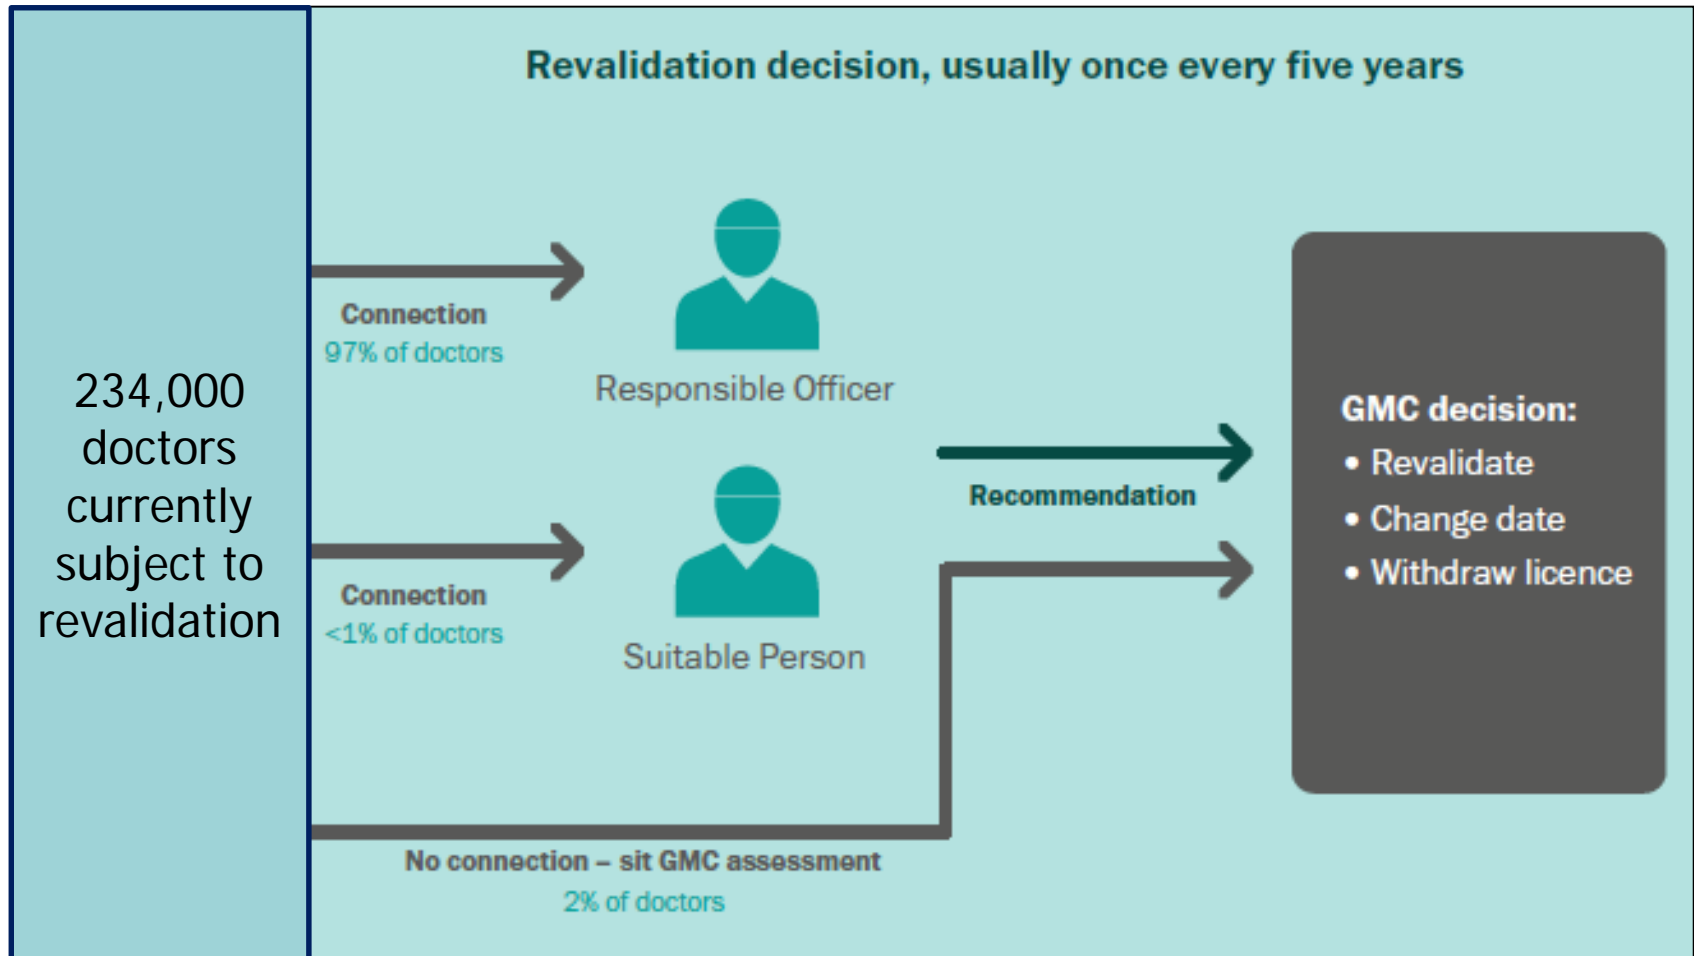 Revalidation decision, usually once every five years
234,000
doctors
currently
subject to
revalidation
Connection
97% of doctors
Responsible Officer
Connection
<1% of doctors
Suitable Person
No connection – sit GMC assessment
2% of doctors
Recommendation
GMC decision:
• Revalidate
• Change date
• Withdraw licence